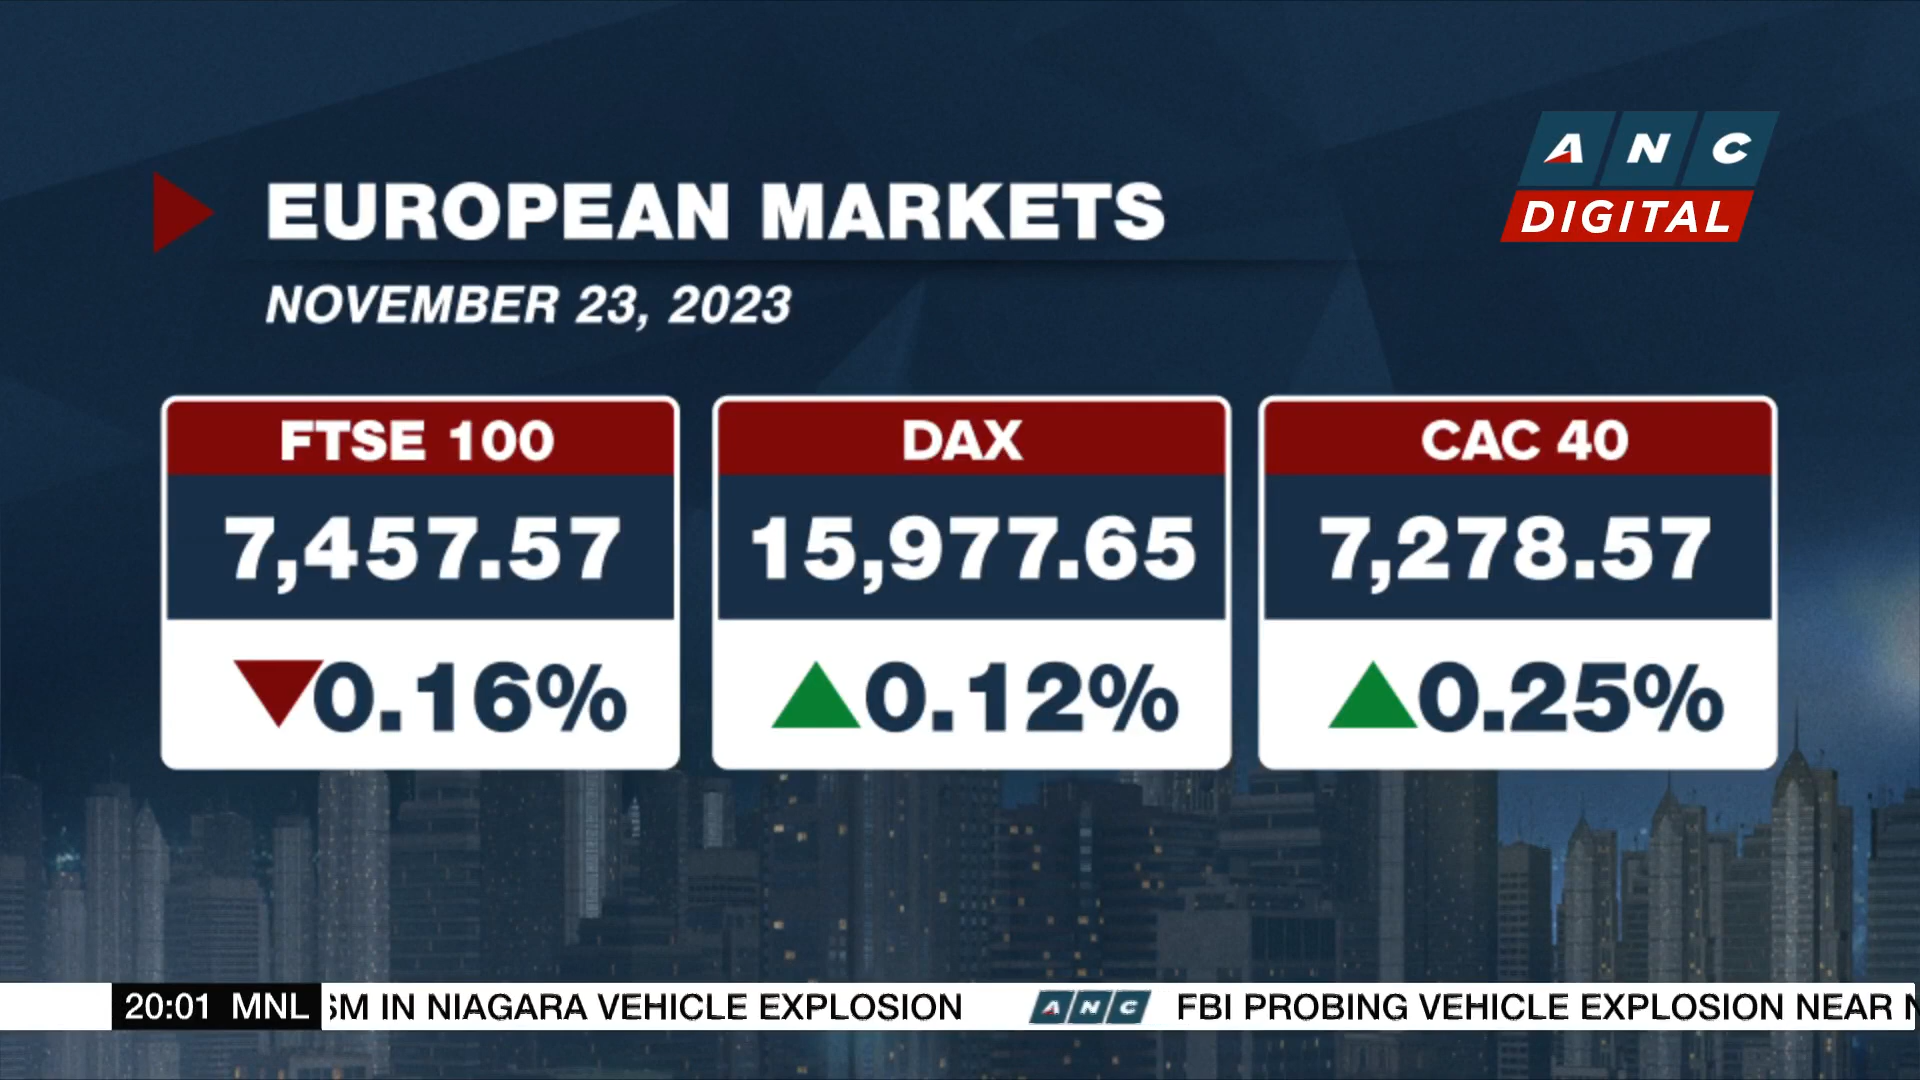 ANC
DIGITAL
EUROPEAN MARKETS
NOVEMBER 23, 2023
FTSE 100
7,457.57
0.16%
DAX
15,977.65
0.12%
CAC 40
7,278.57
0.25%
20:01 MNL
IN NIAGARA VEHICLE EXPLOSION
ANC
FBI PROBING VEHICLE EXPLOSION NEAR